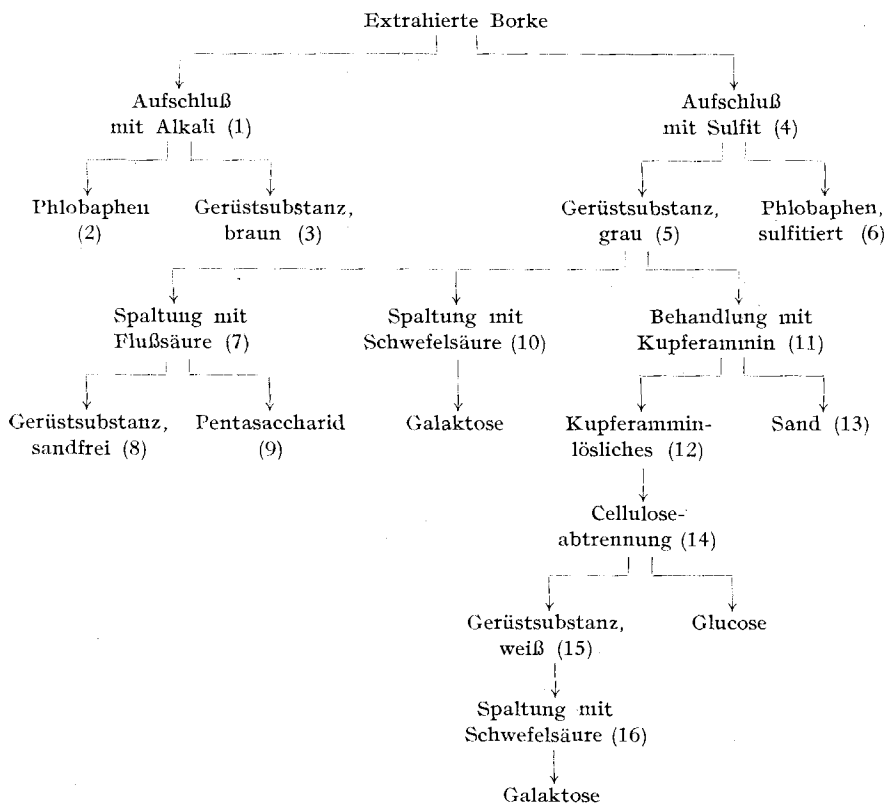 Extrahierte Borke
Aufschluß
mit Alkali (1)
Aufschluß
mit Sulfit (4)
Phlobaphen
(2)
Gerüstsubstanz,
braun (3)
Gerüstsubstanz,
grau (5)
Phlobaphen,
sulfitiert (6)
Spaltung mit
Flußsäure (7)
Spaltung mit
Schwefelsäure (10)
Behandlung mit
Kupferammin (11)
Gerüstsubstanz,
sandfrei (8)
Pentasaccharid
(9)
Galaktose
Kupferammin-
lösliches (12)
Sand (13)
Cellulose-
abtrennung (14)
Gerüstsubstanz,
weiß (15)
Glucose
Spaltung mit
Schwefelsäure (16)
Galaktose